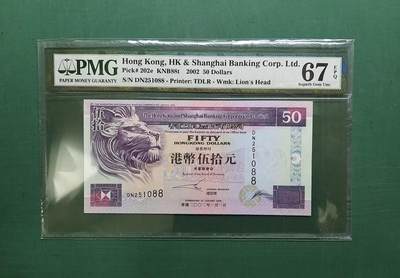 PMG
PAPER MONEY GUARANTY
Hong Kong, HK & Shanghai Banking Corp. Ltd.
Pick# 202e KNB88t 2002 50 Dollars
S/N DN251088 - Printer: TDLR - Wmk: Lion's Head
67 EPQ
Superb Gem Unc
50
FIFTY
HONGKONG DOLLARS
港幣伍拾元
DN251088
DN251088